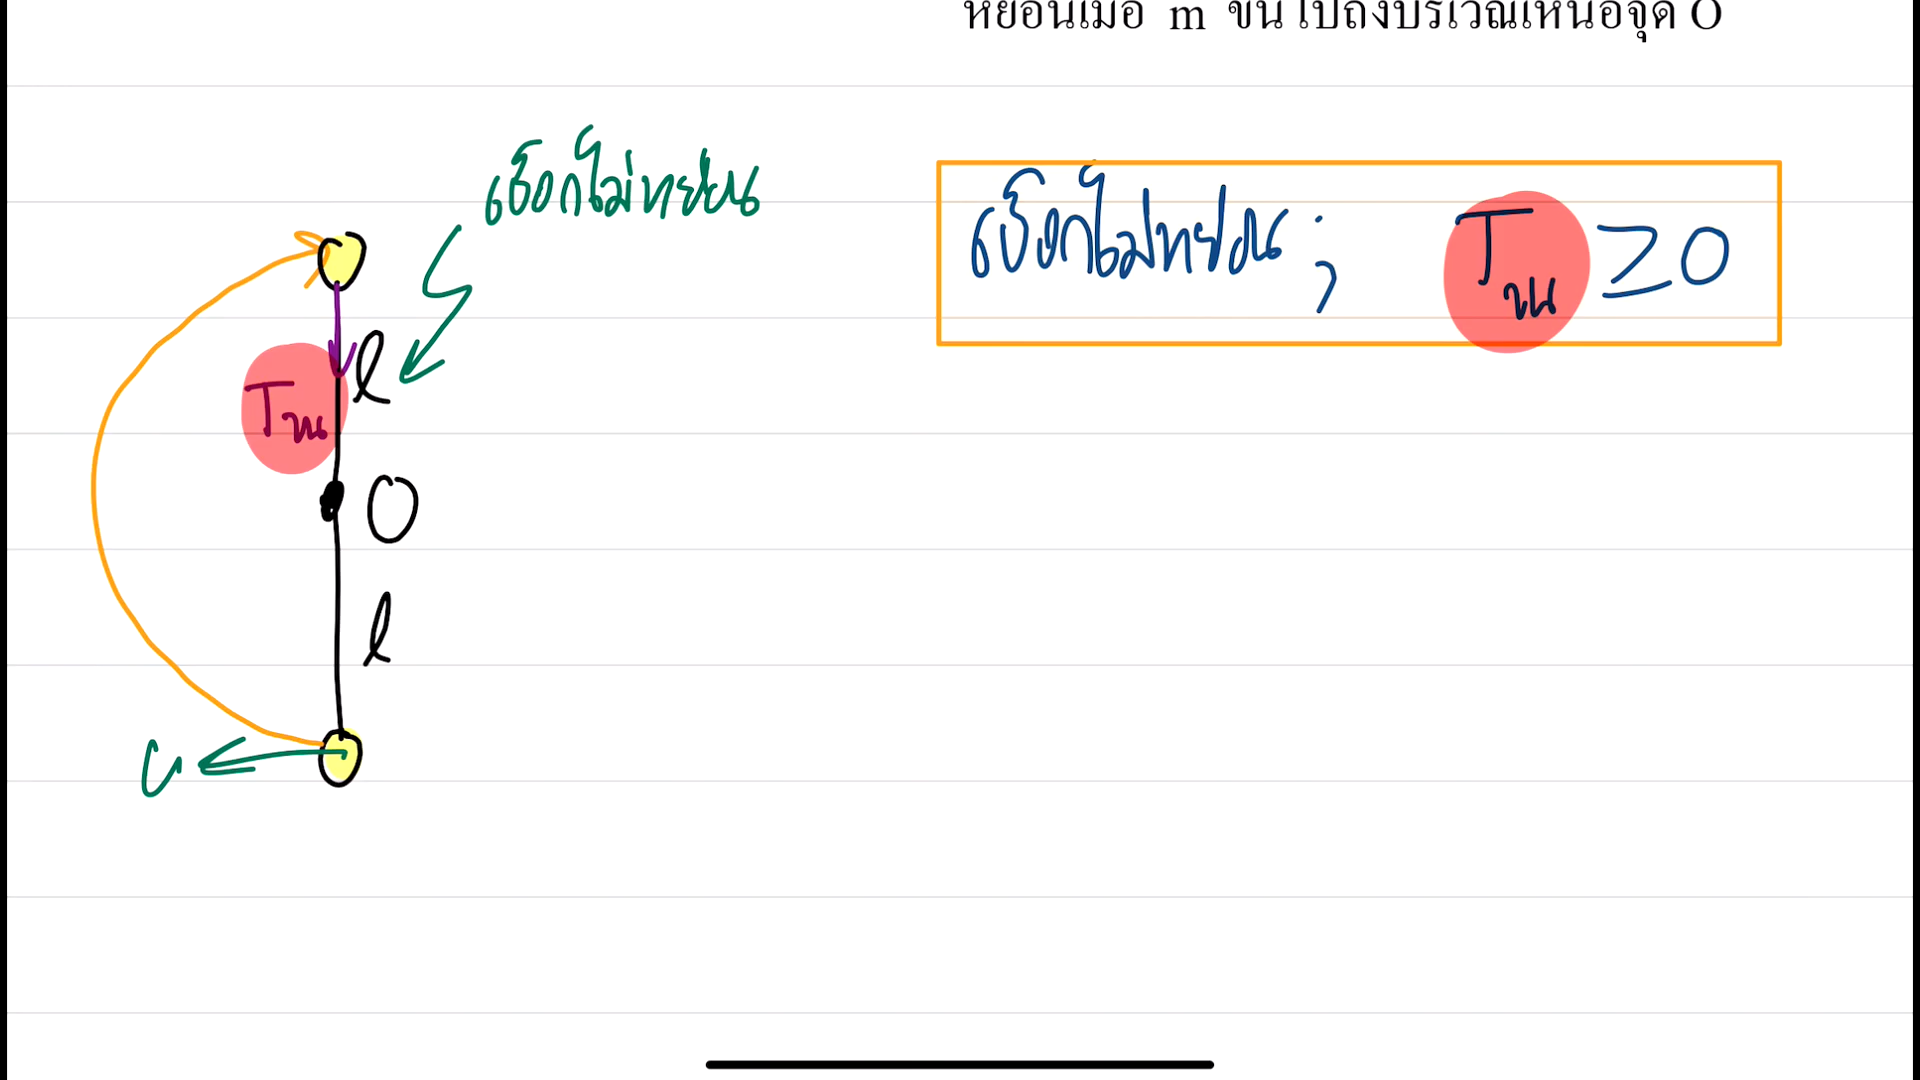 หย่อนเมื่อ m ขึ้นไปถึงบริเวณเหนือจุด O
เชือกไม่หย่อน
เชือกไม่หย่อน ; Tบน ≥ 0
l
Tบน
O
l
u